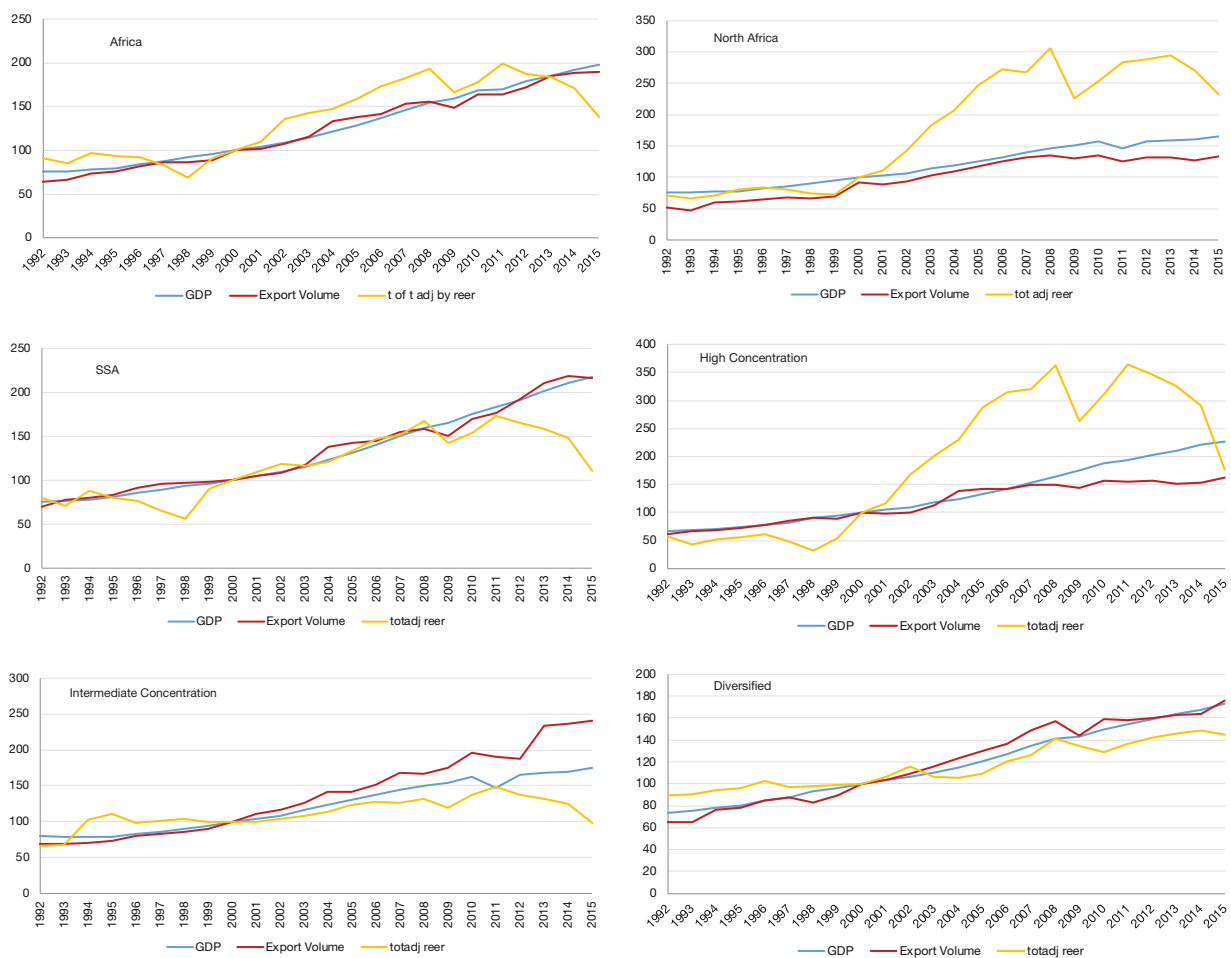 Africa
250
200
150
100
50
0
1992 1993 1994 1995 1996 1997 1998 1999 2000 2001 2002 2003 2004 2005 2006 2007 2008 2009 2010 2011 2012 2013 2014 2015
GDP Export Volume t of t adj by reer
North Africa
350
300
250
200
150
100
50
0
1992 1993 1994 1995 1996 1997 1998 1999 2000 2001 2002 2003 2004 2005 2006 2007 2008 2009 2010 2011 2012 2013 2014 2015
GDP Export Volume tot adj reer
SSA
250
200
150
100
50
0
1992 1993 1994 1995 1996 1997 1998 1999 2000 2001 2002 2003 2004 2005 2006 2007 2008 2009 2010 2011 2012 2013 2014 2015
GDP Export Volume totadj reer
High Concentration
400
350
300
250
200
150
100
50
0
1992 1993 1994 1995 1996 1997 1998 1999 2000 2001 2002 2003 2004 2005 2006 2007 2008 2009 2010 2011 2012 2013 2014 2015
GDP Export Volume totadj reer
Intermediate Concentration
300
250
200
150
100
50
0
1992 1993 1994 1995 1996 1997 1998 1999 2000 2001 2002 2003 2004 2005 2006 2007 2008 2009 2010 2011 2012 2013 2014 2015
GDP Export Volume totadj reer
Diversified
200
180
160
140
120
100
80
60
40
20
0
1992 1993 1994 1995 1996 1997 1998 1999 2000 2001 2002 2003 2004 2005 2006 2007 2008 2009 2010 2011 2012 2013 2014 2015
GDP Export Volume totadj reer